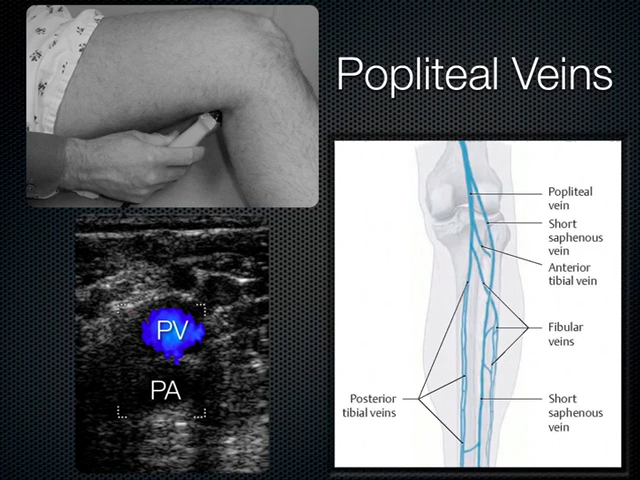 Popliteal Veins
PV
PA
Popliteal
vein
Short
saphenous
vein
Anterior
tibial vein
Fibular
veins
Posterior
tibial veins
Short
saphenous
vein